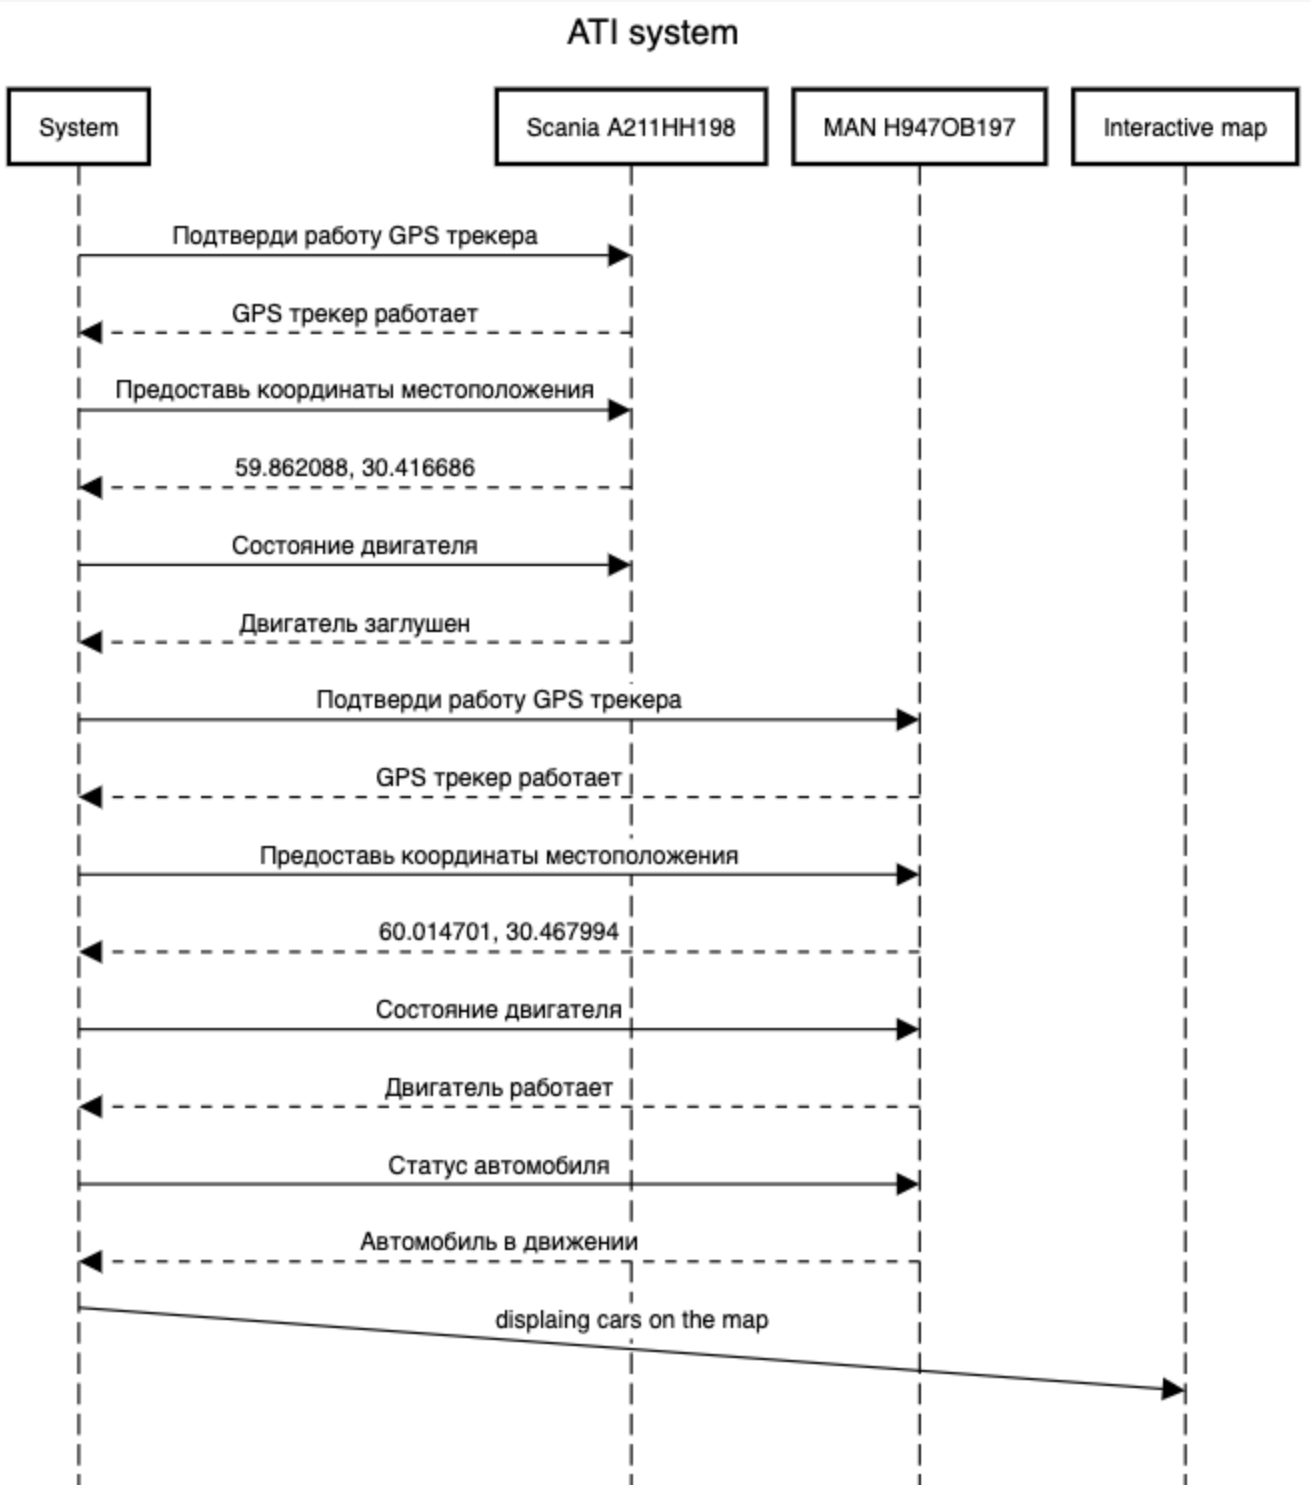 ATI system
System
Scania A211HH198
MAN H947OB197
Interactive map
Подтверди работу GPS трекера
GPS трекер работает
Предоставь координаты местоположения
59.862088, 30.416686
Состояние двигателя
Двигатель заглушен
Подтверди работу GPS трекера
GPS трекер работает
Предоставь координаты местоположения
60.014701, 30.467994
Состояние двигателя
Двигатель работает
Статус автомобиля
Автомобиль в движении
displaing cars on the map